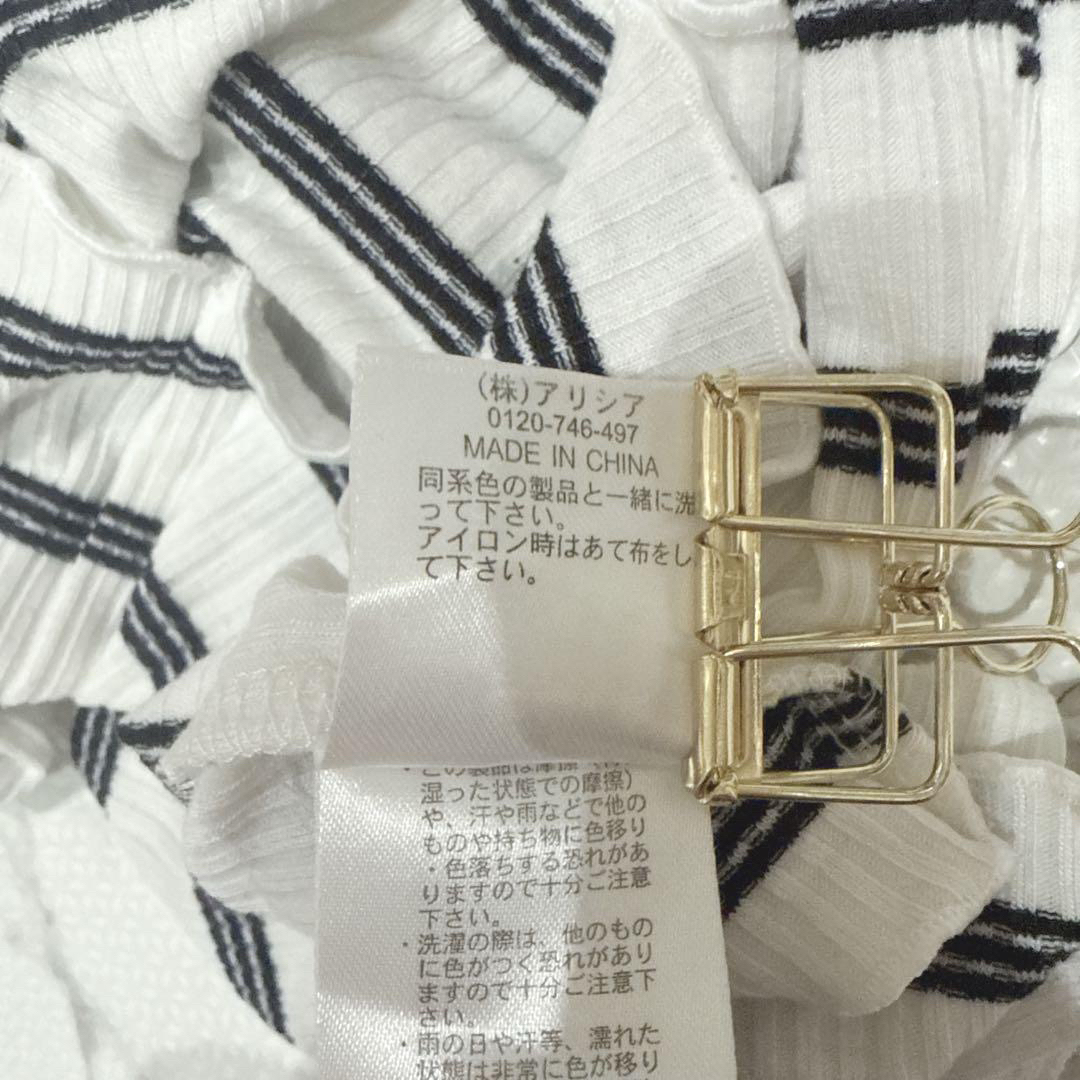 (株)アリシア
0120-746-497
MADE IN CHINA
同系色の製品と一緒に洗
って下さい。
アイロン時はあて布をし
て下さい。
・この製品は摩擦
湿った状態での摩擦)
や、汗や雨などで他の
ものや持ち物に色移り
・色落ちする恐れがあ
りますので十分ご注意
下さい。
・洗濯の際は、他のもの
に色がつく恐れがあり
ますので十分ご注意下
さい。
・雨の日や汗等、濡れた
状態は非常に色が移り